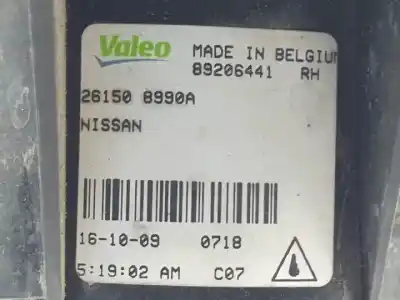 Valeo
MADE IN BELGIUM
89206441 RH
26150 8990A
NISSAN
16-10-09 0718
5:19:02 AM C07